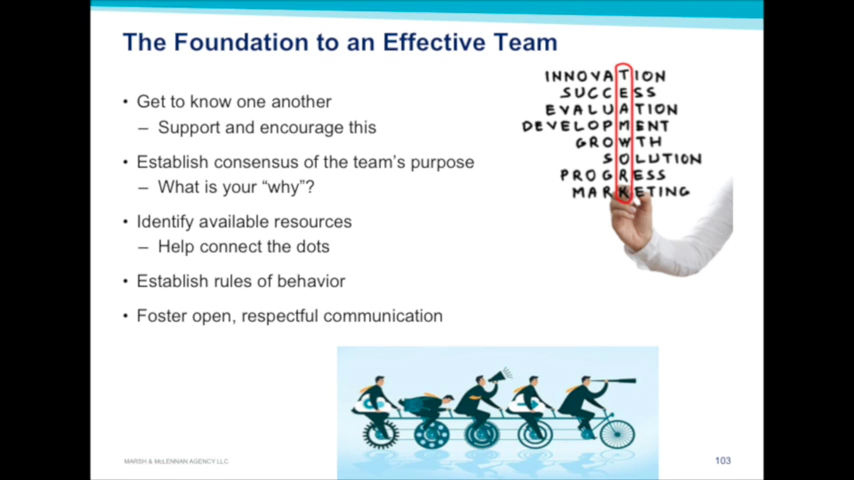 The Foundation to an Effective Team
• Get to know one another
– Support and encourage this
• Establish consensus of the team's purpose
– What is your “why”?
• Identify available resources
– Help connect the dots
• Establish rules of behavior
• Foster open, respectful communication
INNOVATION
SUCCESS
EVALUATION
DEVELOPMENT
GROWTH
SOLUTION
PROGRESS
MARKETING
MARSH & McLENNAN AGENCY LLC
103